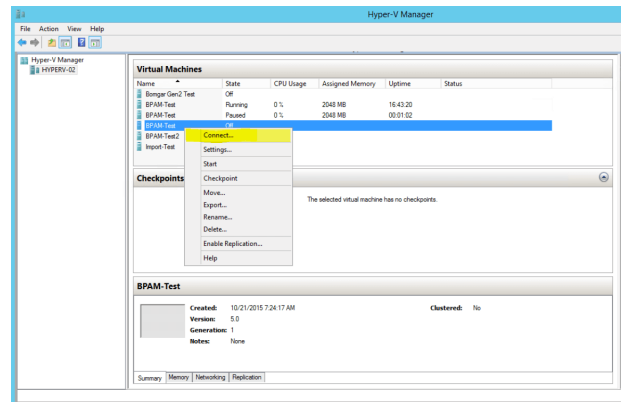 Hyper-V Manager
File Action View Help
Hyper-V Manager
HYPERV-02
Virtual Machines
Name State CPU Usage Assigned Memory Uptime Status
Bomgar Gen2 Test Off
BPAM-Test Running 0 % 2048 MB 16:43:20
BPAM-Test Paused 0 % 2048 MB 00:01:02
BPAM-Test Off
BPAM-Test2
Import-Test
Connect...
Settings...
Start
Checkpoint
Move...
Export...
Rename...
Delete...
Enable Replication...
Help
Checkpoints
The selected virtual machine has no checkpoints.
BPAM-Test
Created: 10/21/2015 7:24:17 AM Clustered: No
Version: 5.0
Generation: 1
Notes: None
Summary Memory Networking Replication